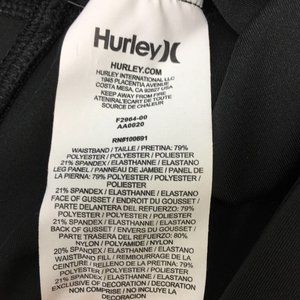 Hurley
HURLEY.COM
HURLEY INTERNATIONAL LLC
1945 PLACENTIA AVENUE
COSTA MESA, CA 92627 USA
KEEP AWAY FROM FIRE
ATENIRAL'ECART DE TOUTE
SOURCE DE CHALEUR
F2064-00
AA0020
RN#100691
WAISTBAND / TAILLE / PRETINA: 79%
POLYESTER / POLYESTER / POLIESTER
21% SPANDEX / ELASTHANNE / ELASTANO
LEG PANEL / PANNEAU DE JAMBE / PANEL DE
LA PIERNA: 79% POLYESTER / POLYESTER /
POLIESTER
21% SPANDEX / ELASTHANNE / ELASTANO
FACE OF GUSSET / ENDROIT DU GOUSSET /
PARTE DELANTERA DEL REFUERZO: 79%
POLYESTER / POLYESTER / POLIESTER
21% SPANDEX / ELASTHANNE / ELASTANO
BACK OF GUSSET / ENVERS DU GOUSSET /
PARTE TRASERA DEL REFUERZO: 80%
NYLON / POLYAMIDE / NYLON
20% SPANDEX / ELASTHANNE / ELASTANO
WAISTBAND FILL / REMBOURRAGE DE LA
CEINTURE / RELLENO DE LA PRETINA: 79%
POLYESTER / POLYESTER / POLIESTER
21% SPANDEX / ELASTHANNE / ELASTANO
EXCLUSIVE OF DECORATION / DECORATION
NON COMPRISE / NO INCLUYE LA
DECORACION